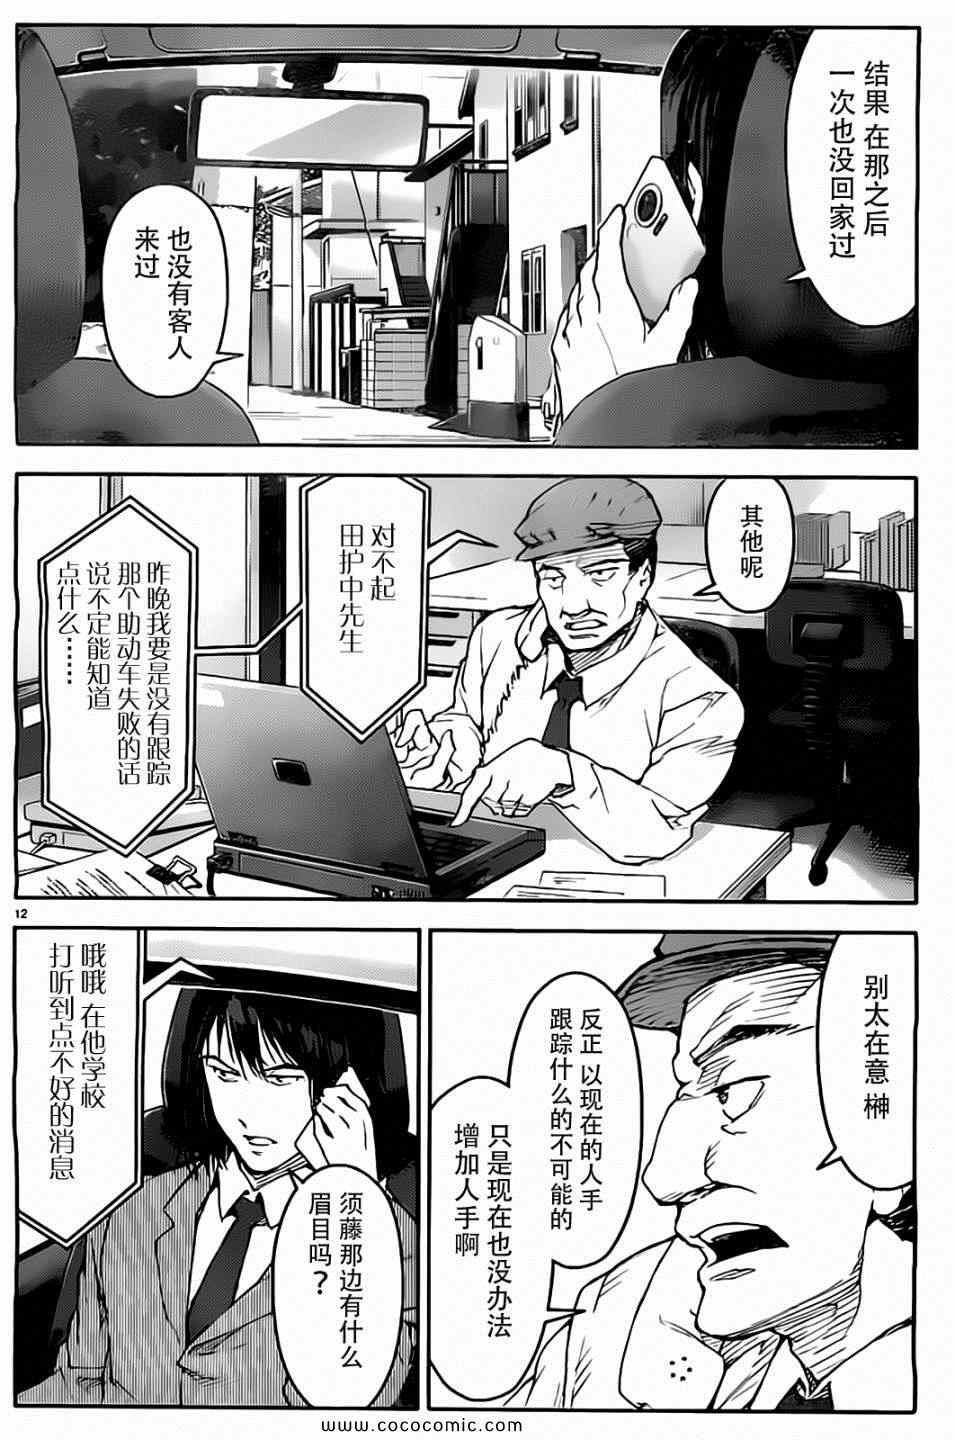 结果 在那之后
一次也没回家过
也没有客人
来过
其他呢
对不起
田护中先生
昨晚我要是没有跟踪
那个助动车失败的话
说不定能知道
点什么……
12
别太在意 榊
反正 以现在的人手
跟踪什么的不可能的
只是现在也没办法
增加人手啊
须藤那边有什么
眉目吗？
哦哦 在他学校
打听到点不好的消息
www.cococomic.com